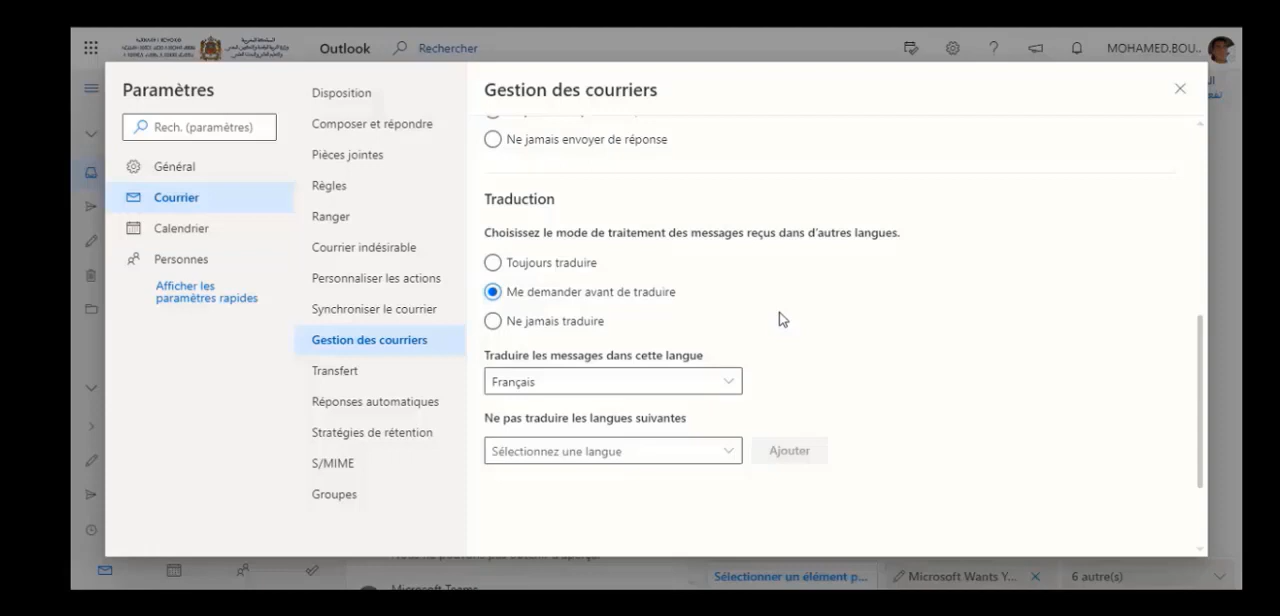 Outlook
Rechercher
MOHAMED.BOU..
Paramètres
Rech. (paramètres)
Général
Courrier
Calendrier
Personnes
Afficher les
paramètres rapides
Disposition
Composer et répondre
Pièces jointes
Règles
Ranger
Courrier indésirable
Personnaliser les actions
Synchroniser le courrier
Gestion des courriers
Transfert
Réponses automatiques
Stratégies de rétention
S/MIME
Groupes
Gestion des courriers
Ne jamais envoyer de réponse
Traduction
Choisissez le mode de traitement des messages reçus dans d'autres langues.
Toujours traduire
Me demander avant de traduire
Ne jamais traduire
Traduire les messages dans cette langue
Français
Ne pas traduire les langues suivantes
Sélectionnez une langue
Ajouter
Microsoft Teams
Sélectionner un élément p...
Microsoft Wants Y...
6 autre(s)